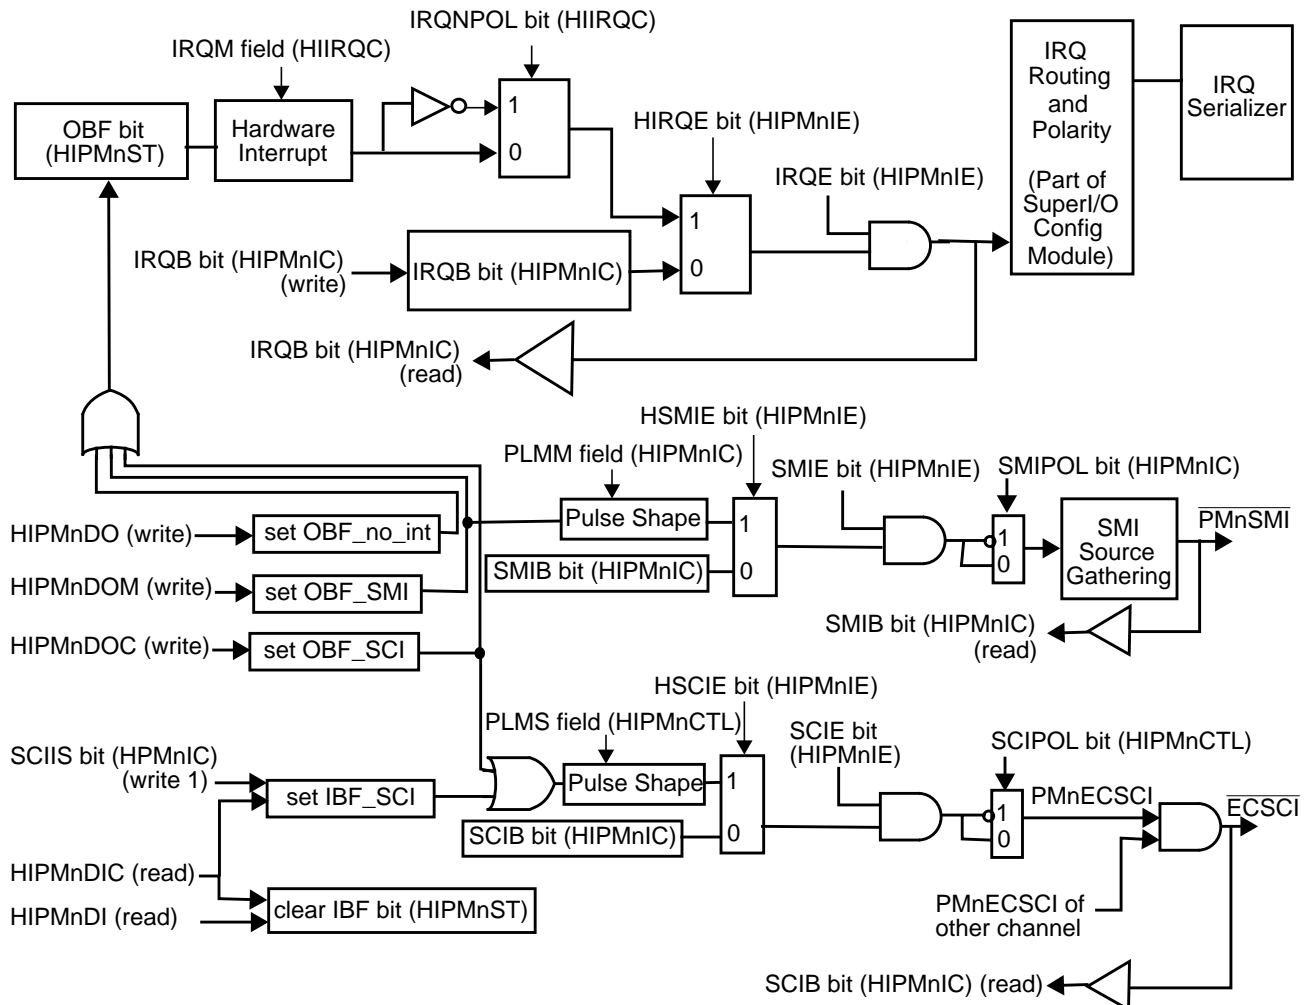 IRQNPOL bit (HIIRQC)
IRQM field (HIIRQC)
OBF bit
(HIPMnST)
Hardware
Interrupt
1
0
HIRQE bit (HIPMnIE)
IRQE bit (HIPMnIE)
IRQ
Routing
and
Polarity
(Part of
SuperI/O
Config
Module)
IRQ
Serializer
IRQB bit (HIPMnIC)
(write)
IRQB bit (HIPMnIC)
1
0
IRQB bit (HIPMnIC)
(read)
HSMIE bit (HIPMnIE)
PLMM field (HIPMnIC)
SMIE bit (HIPMnIE)
SMIPOL bit (HIPMnIC)
HIPMnDO (write)
set OBF_no_int
Pulse Shape
1
0
SMIB bit (HIPMnIC)
1
0
SMI
Source
Gathering
PMnSMI
HIPMnDOM (write)
set OBF_SMI
HIPMnDOC (write)
set OBF_SCI
SMIB bit (HIPMnIC)
(read)
HSCIE bit (HIPMnIE)
PLMS field (HIPMnCTL)
SCIE bit
(HIPMnIE)
SCIPOL bit (HIPMnCTL)
SCIIS bit (HPMnIC)
(write 1)
set IBF_SCI
Pulse Shape
1
0
SCIB bit (HIPMnIC)
1
0
PMnECSCI
ECSCI
HIPMnDIC (read)
HIPMnDI (read)
clear IBF bit (HIPMnST)
PMnECSCI of
other channel
SCIB bit (HIPMnIC) (read)